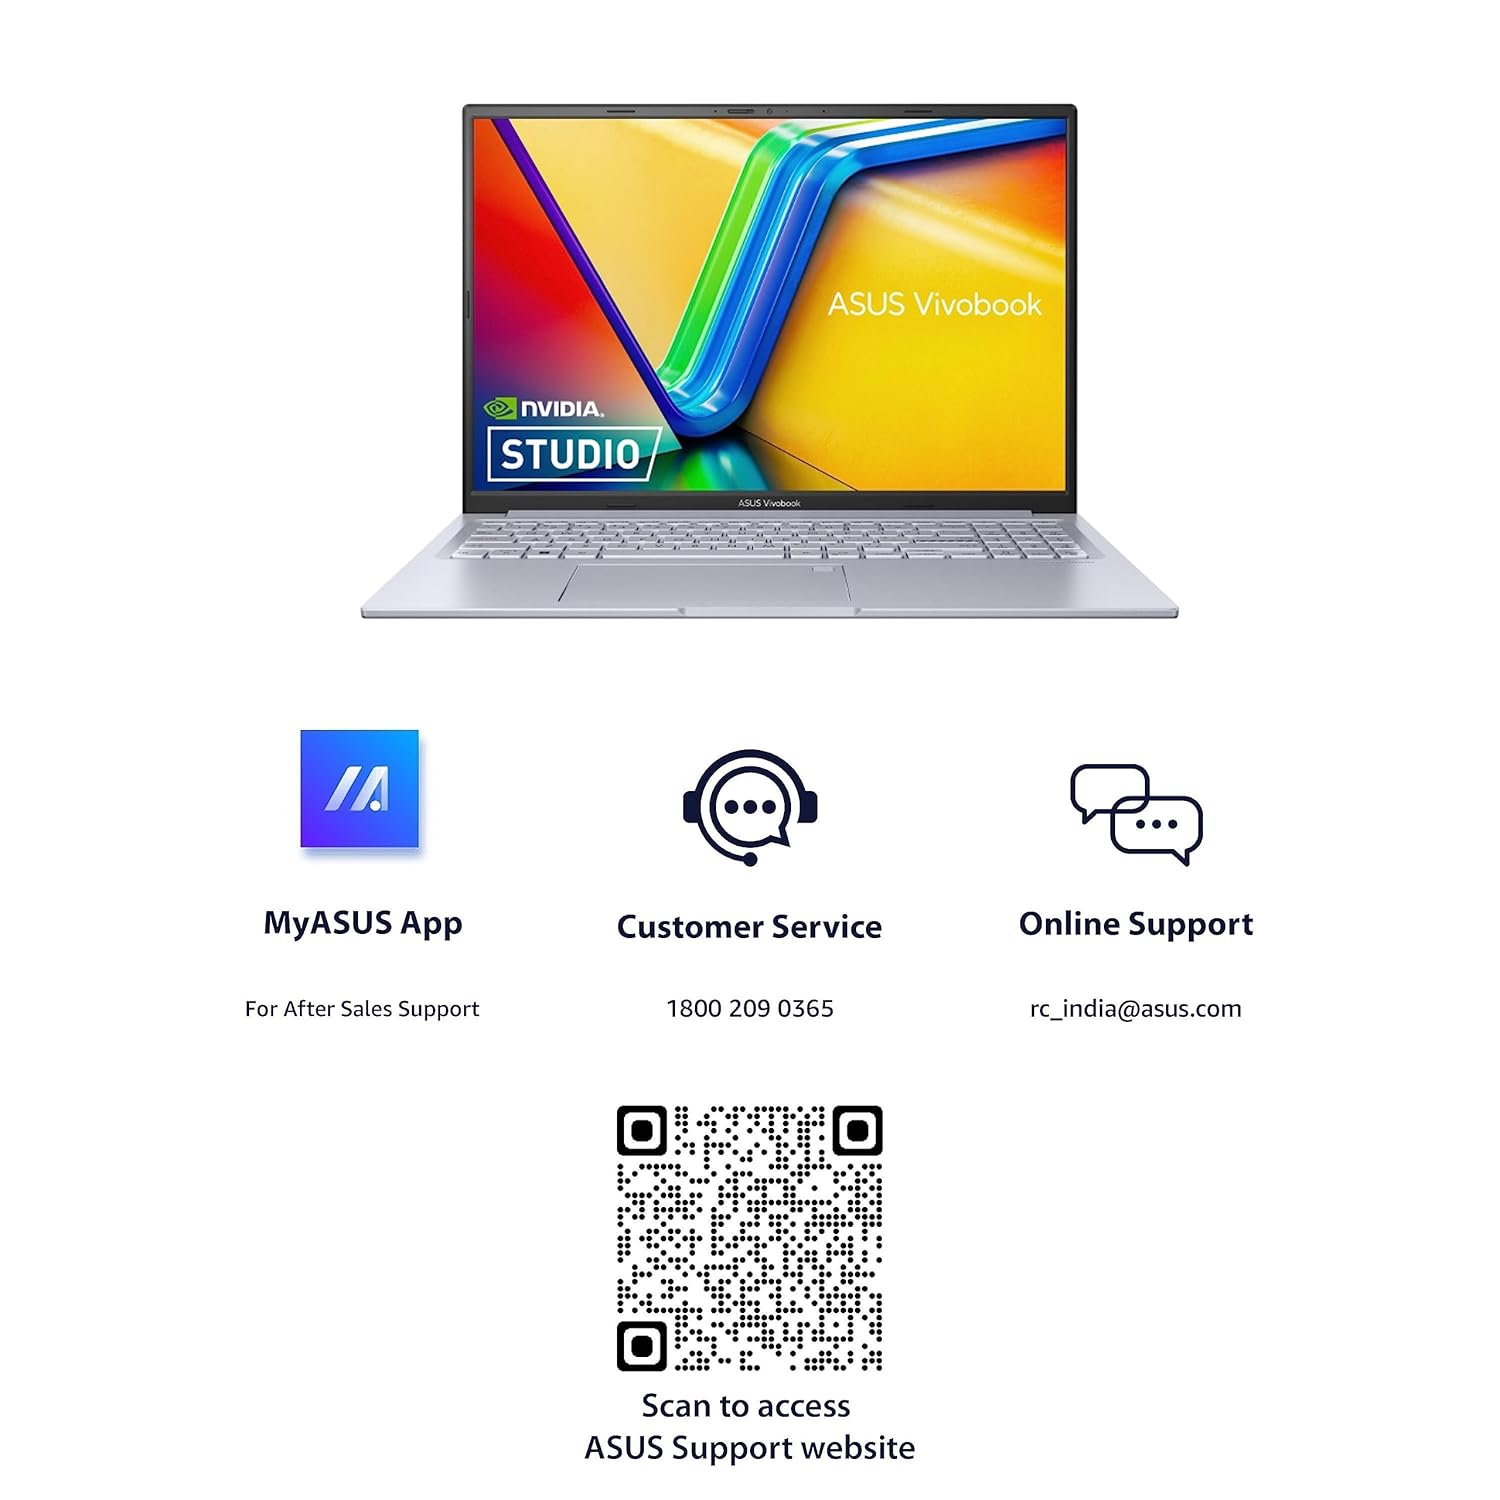 ASUS Vivobook
NVIDIA.
STUDIO
ASUS Vivobook
MyASUS App
Customer Service
Online Support
For After Sales Support
1800 209 0365
rc_india@asus.com
Scan to access
ASUS Support website